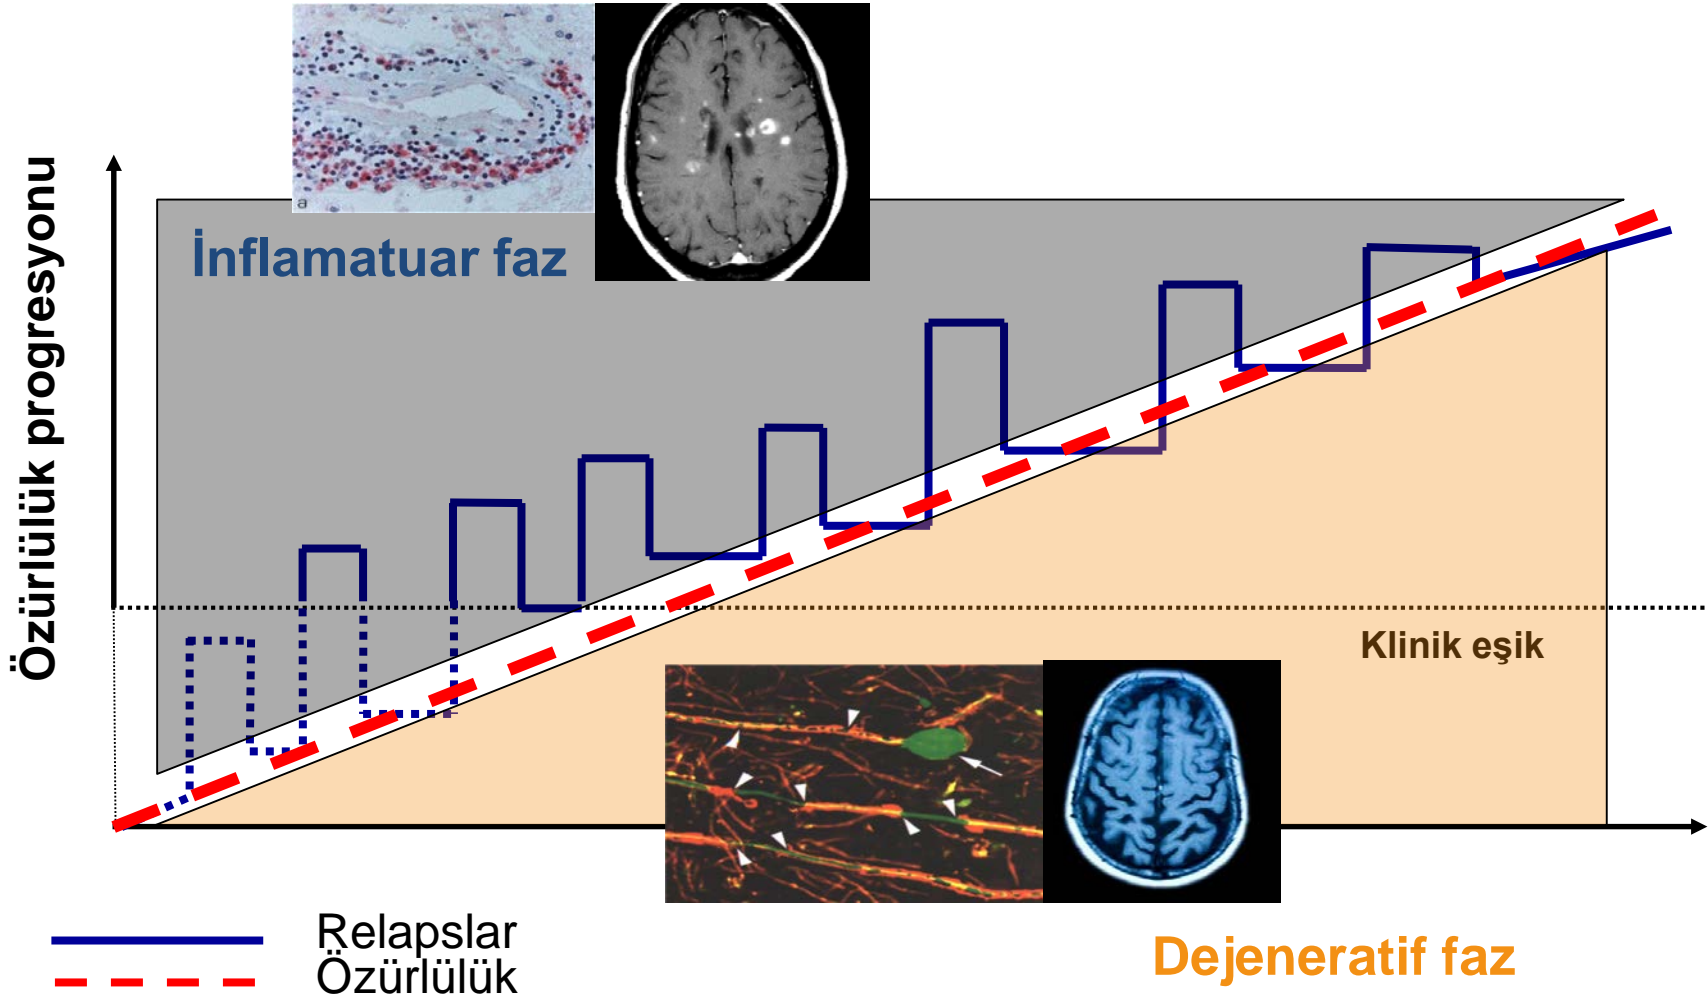 a
İnflamatuar faz
Özürlülük progresyonu
Klinik eşik
Relapslar
Özürlülük
Dejeneratif faz